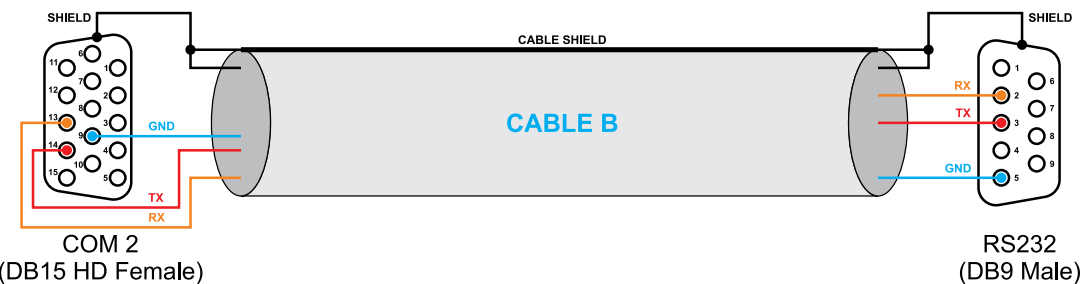 SHIELD
SHIELD
CABLE SHIELD
6
11
1
1
7
6
12
2
RX
2
8
7
13
3
TX
3
9
GND
CABLE B
8
14
4
4
10
9
15
5
GND
5
TX
RX
COM 2
(DB15 HD Female)
RS232
(DB9 Male)